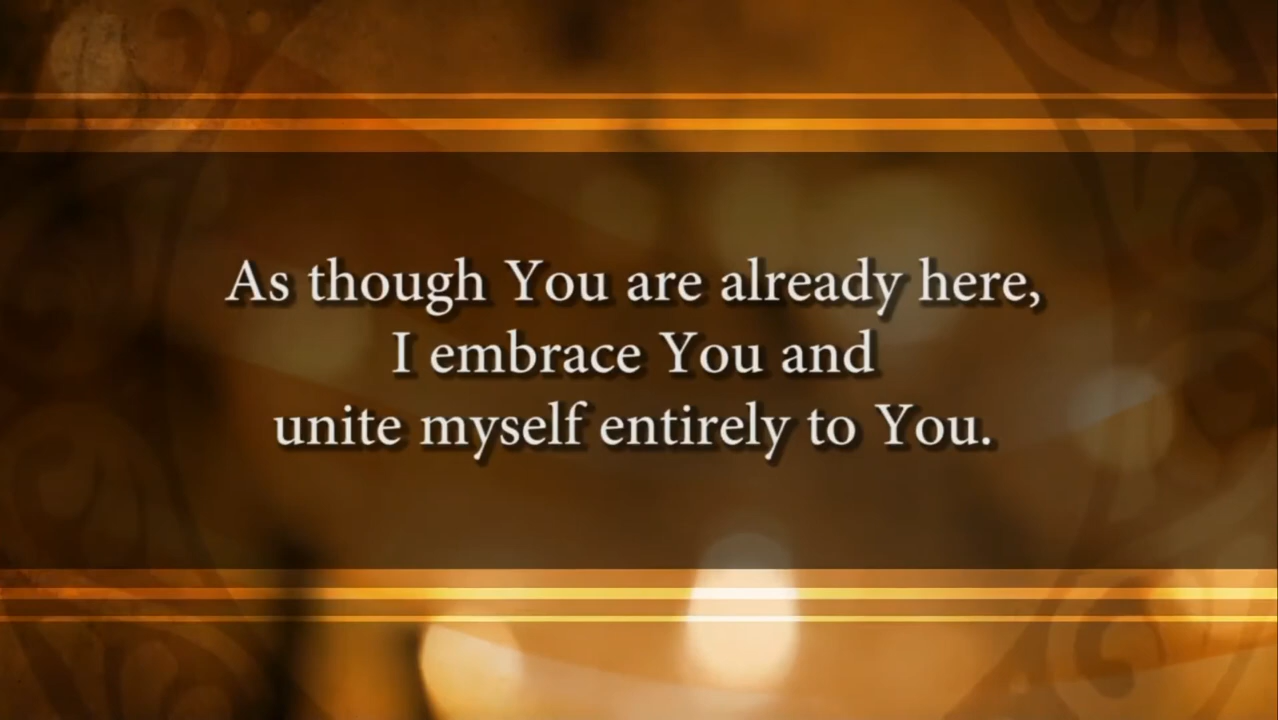 As though You are already here,
I embrace You and
unite myself entirely to You.